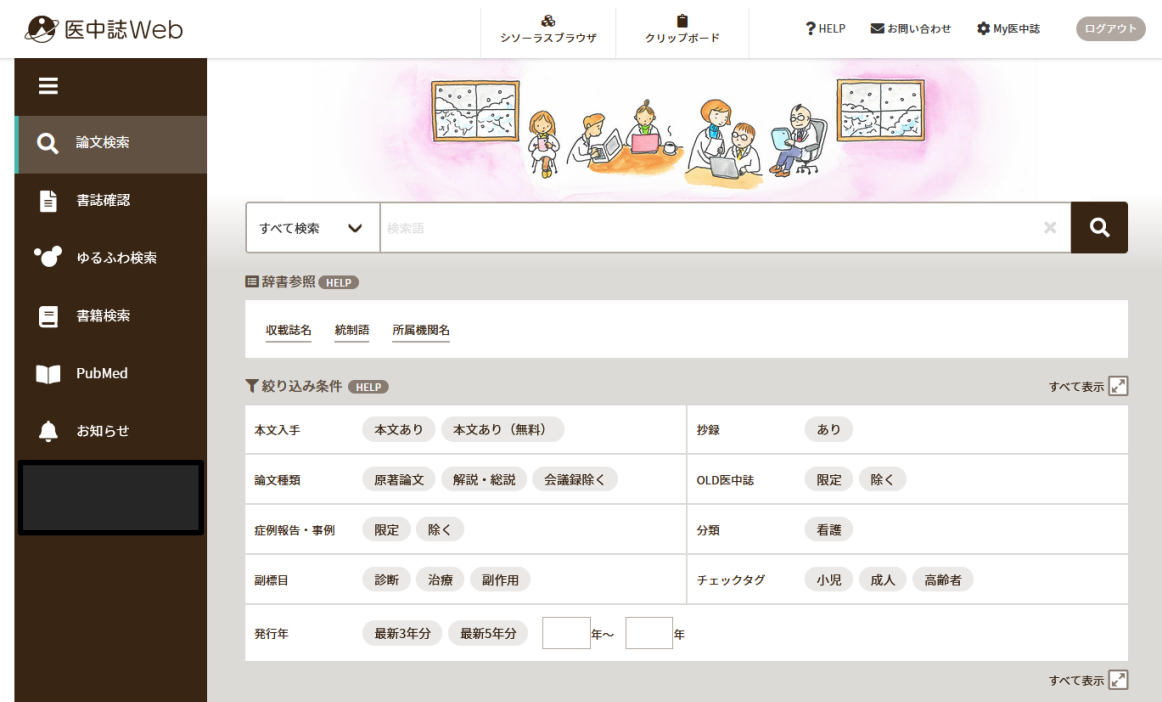 医中誌Web
シソーラスブラウザ
クリップボード
? HELP
お問い合わせ
My医中誌
ログアウト
論文検索
書誌確認
ゆるふわ検索
書籍検索
PubMed
お知らせ
すべて検索
検索語
辞書参照 HELP
収載誌名 統制語 所属機関名
絞り込み条件 HELP
すべて表示
本文入手 本文あり 本文あり（無料） 抄録 あり
論文種類 原著論文 解説・総説 会議録除く OLD医中誌 限定 除く
症例報告・事例 限定 除く 分類 看護
副標目 診断 治療 副作用 チェックタグ 小児 成人 高齢者
発行年 最新3年分 最新5年分 年～ 年
すべて表示